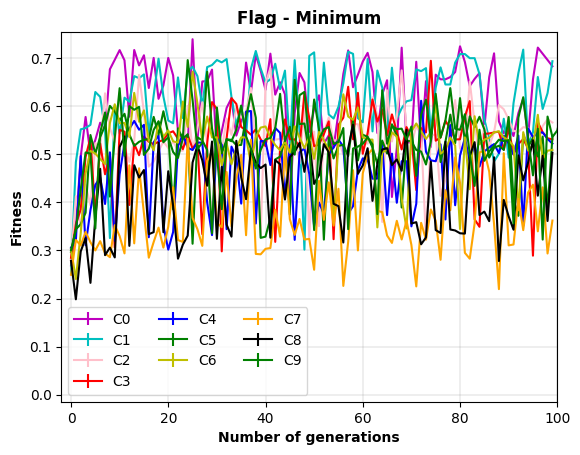 Flag - Minimum
Fitness
0.7
0.6
0.5
0.4
0.3
0.2
0.1
0.0
C0 C4 C7
C1 C5 C8
C2 C6 C9
C3
0 20 40 60 80 100
Number of generations